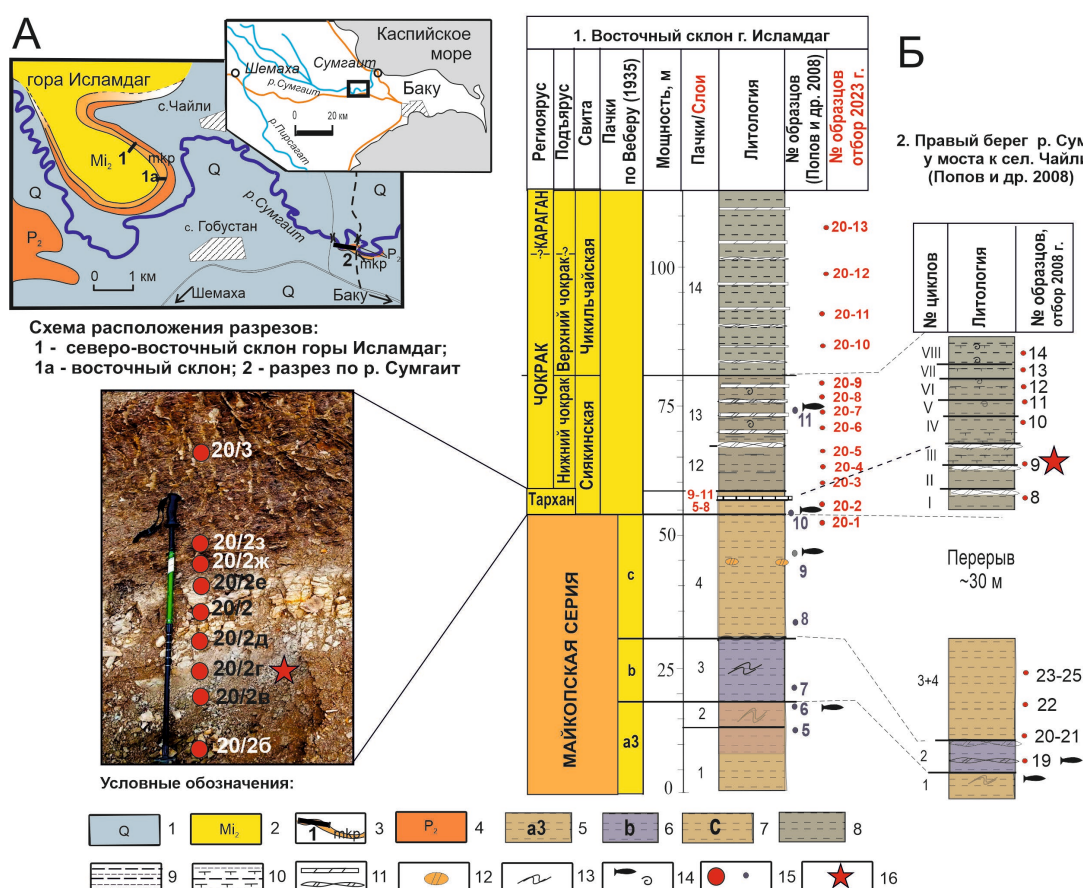 А
Каспийское
море
Сумгаит
Шемаха
р.Сумгаит
Баку
р.Пирсагат
0 20 км
гора Исламдаг
с.Чайли
Mi2
1
mkp
1а
Q
Q
Q
Q
р.Сумгаит
с. Гобустан
P2
P2
2
mkp
0 1 км
Шемаха
Баку
Схема расположения разрезов:
1 - северо-восточный склон горы Исламдаг;
1а - восточный склон; 2 - разрез по р. Сумгаит
20/3
20/2з
20/2ж
20/2е
20/2
20/2д
20/2г
20/2в
20/2б
1. Восточный склон г. Исламдаг
Региоярус
Подъярус
Свита
Пачки
по Веберу (1935)
Мощность, м
Пачки/Слои
Литология
№ образцов
(Попов и др. 2008)
№ образцов
отбор 2023 г.
КАРАГАН
-?-
-?-
ЧОКРАК
Верхний чокрак
Нижний чокрак
Чикильчайская
Сиякинская
Тархан
МАЙКОПСКАЯ СЕРИЯ
c
b
a3
100
75
50
25
0
14
13
12
9-11
5-8
4
3
2
1
11
10
9
8
7
6
5
20-13
20-12
20-11
20-10
20-9
20-8
20-7
20-6
20-5
20-4
20-3
20-2
20-1
Б
2. Правый берег р. Сум
у моста к сел. Чайли
(Попов и др. 2008)
№ циклов
Литология
№ образцов,
отбор 2008 г.
VIII
VII
VI
V
IV
III
II
I
14
13
12
11
10
9
8
Перерыв
~30 м
3+4
2
1
23-25
22
20-21
19
Условные обозначения:
Q 1 Mi2 2 1 mkp 3 P2 4 a3 5 b 6 c 7 8
9 10 11 12 13 14 15 16